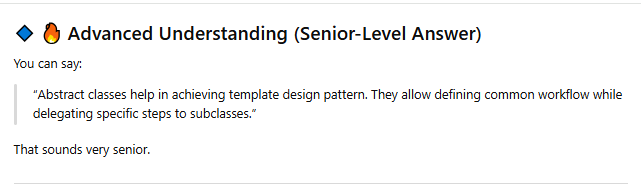 🔹 🔥 Advanced Understanding (Senior-Level Answer)
You can say:
“Abstract classes help in achieving template design pattern. They allow defining common workflow while
delegating specific steps to subclasses.”
That sounds very senior.